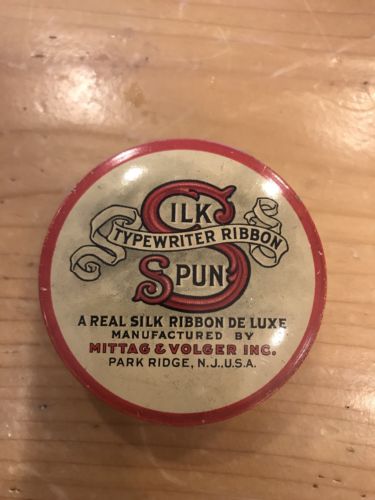 SILK
TYPEWRITER RIBBON
SPUN
A REAL SILK RIBBON DE LUXE
MANUFACTURED BY
MITTAG & VOLGER INC.
PARK RIDGE, N.J., U.S.A.